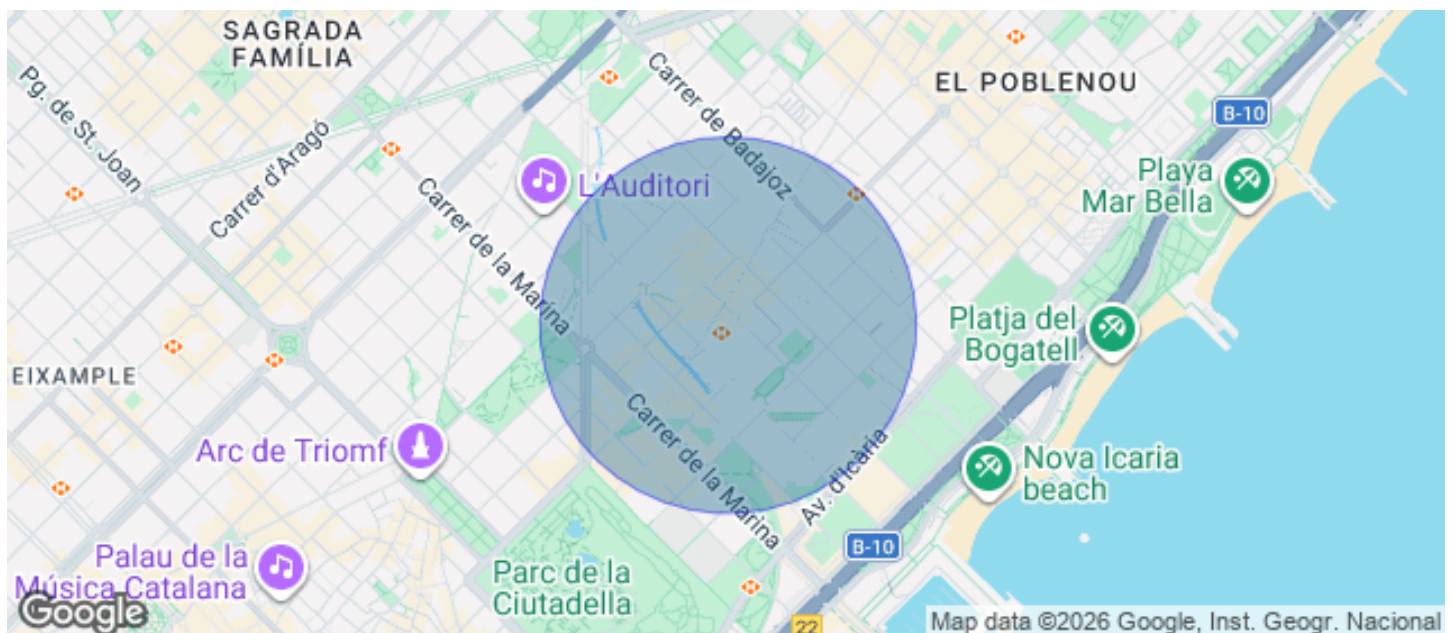 SAGRADA
FAMÍLIA
Pg. de St. Joan
Carrer d'Aragó
Carrer de Badajoz
EL POBLENOU
B-10
Playa
Mar Bella
L'Auditori
Carrer de la Marina
Platja del
Bogatell
EIXAMPLE
Arc de Triomf
Carrer de la Marina
Av. d'Icària
Nova Icaria
beach
B-10
Palau de la
Música Catalana
Parc de la
Ciutadella
22
Google
Map data ©2026 Google, Inst. Geogr. Nacional